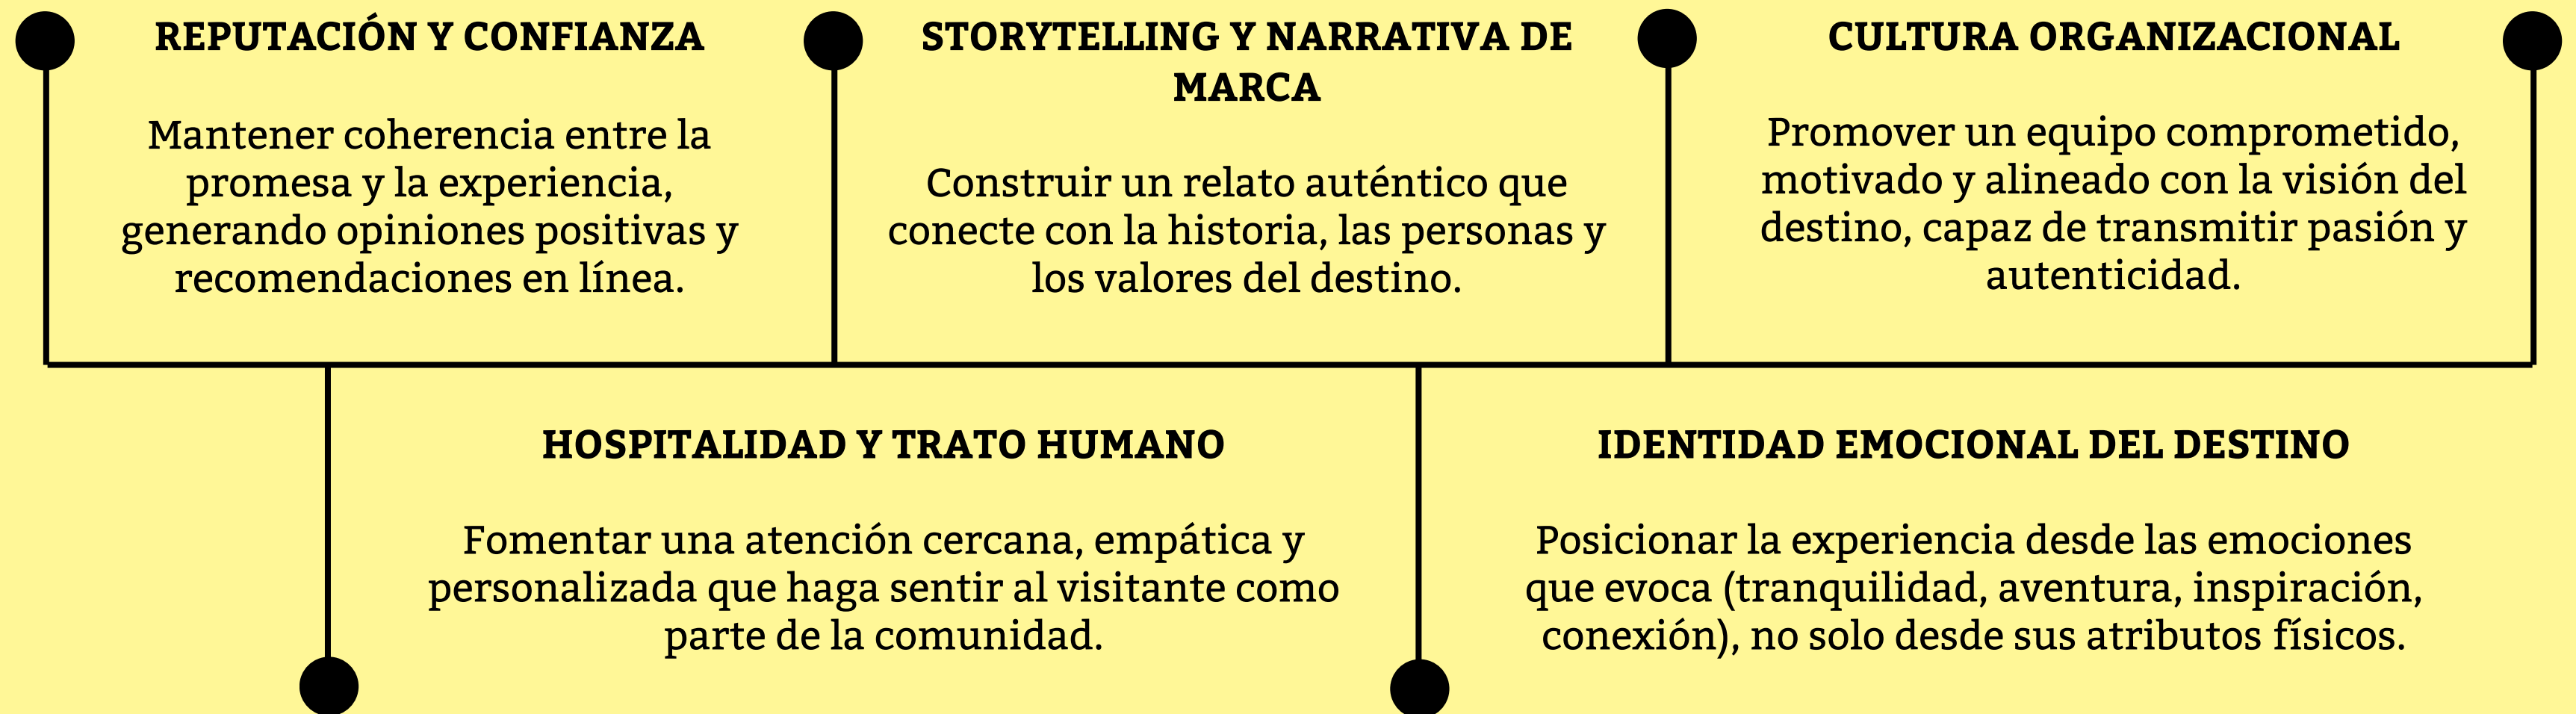 REPUTACIÓN Y CONFIANZA
Mantener coherencia entre la
promesa y la experiencia,
generando opiniones positivas y
recomendaciones en línea.
STORYTELLING Y NARRATIVA DE
MARCA
Construir un relato auténtico que
conecte con la historia, las personas y
los valores del destino.
CULTURA ORGANIZACIONAL
Promover un equipo comprometido,
motivado y alineado con la visión del
destino, capaz de transmitir pasión y
autenticidad.
HOSPITALIDAD Y TRATO HUMANO
Fomentar una atención cercana, empática y
personalizada que haga sentir al visitante como
parte de la comunidad.
IDENTIDAD EMOCIONAL DEL DESTINO
Posicionar la experiencia desde las emociones
que evoca (tranquilidad, aventura, inspiración,
conexión), no solo desde sus atributos físicos.